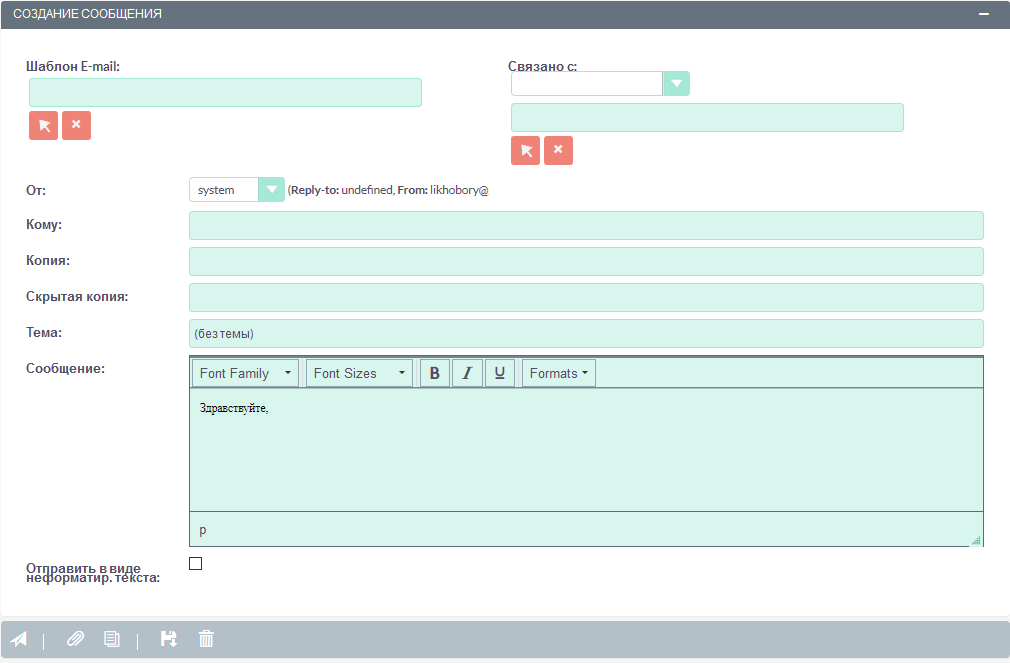 СОЗДАНИЕ СООБЩЕНИЯ
Шаблон E-mail:
Связано с:
От:
system
(Reply-to: undefined, From: likhobory@
Кому:
Копия:
Скрытая копия:
Тема:
(без темы)
Сообщение:
Font Family
Font Sizes
B
I
U
Formats
Здравствуйте,
p
Отправить в виде
неформатир. текста: